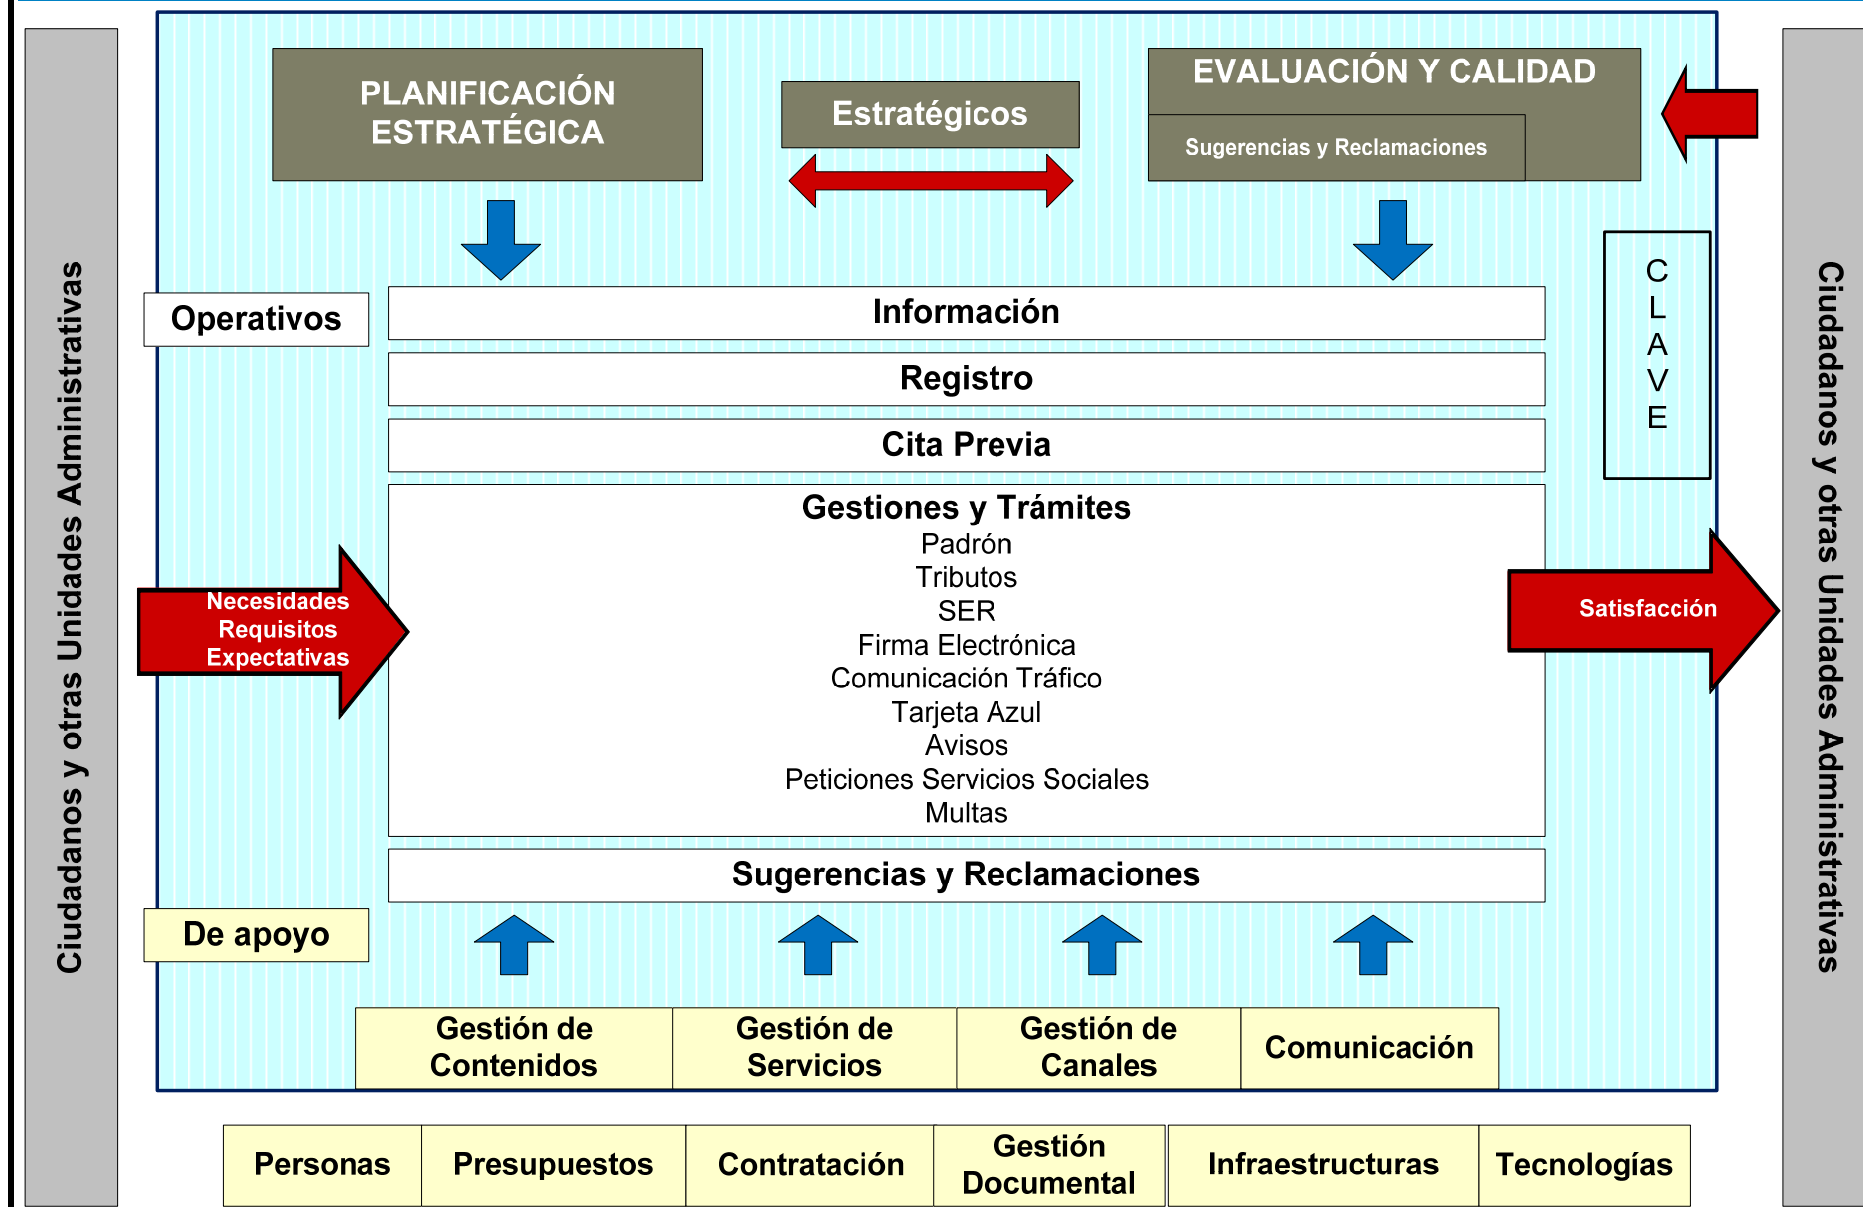 Ciudadanos y otras Unidades Administrativas
PLANIFICACIÓN
ESTRATÉGICA
Estratégicos
EVALUACIÓN Y CALIDAD
Sugerencias y Reclamaciones
C
L
A
V
E
Operativos
Información
Registro
Cita Previa
Gestiones y Trámites
Padrón
Tributos
SER
Firma Electrónica
Comunicación Tráfico
Tarjeta Azul
Avisos
Peticiones Servicios Sociales
Multas
Necesidades
Requisitos
Expectativas
Satisfacción
Sugerencias y Reclamaciones
De apoyo
Gestión de
Contenidos
Gestión de
Servicios
Gestión de
Canales
Comunicación
Personas
Presupuestos
Contratación
Gestión
Documental
Infraestructuras
Tecnologías
Ciudadanos y otras Unidades Administrativas